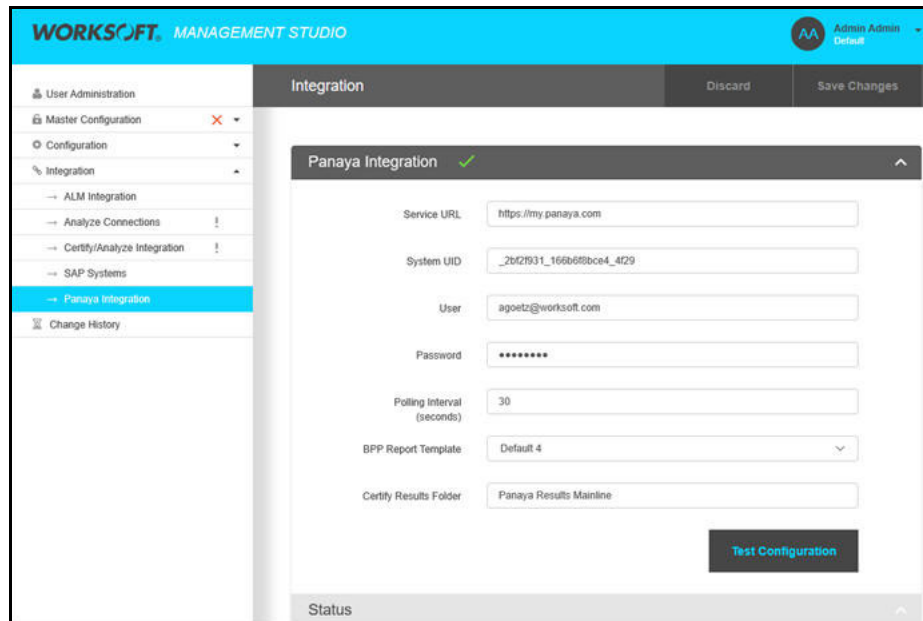 WORKSOFT. MANAGEMENT STUDIO
AA
Admin Admin
Default
User Administration
Master Configuration
Configuration
Integration
→ ALM Integration
→ Analyze Connections !
→ Certify/Analyze Integration !
→ SAP Systems
→ Panaya Integration
Change History
Integration
Discard
Save Changes
Panaya Integration
Service URL https://my.panaya.com
System UID _2bf2f931_166b6f8bce4_4f29
User agoetz@worksoft.com
Password ●●●●●●●●
Polling Interval
(seconds)
30
BPP Report Template Default 4
Certify Results Folder Panaya Results Mainline
Test Configuration
Status